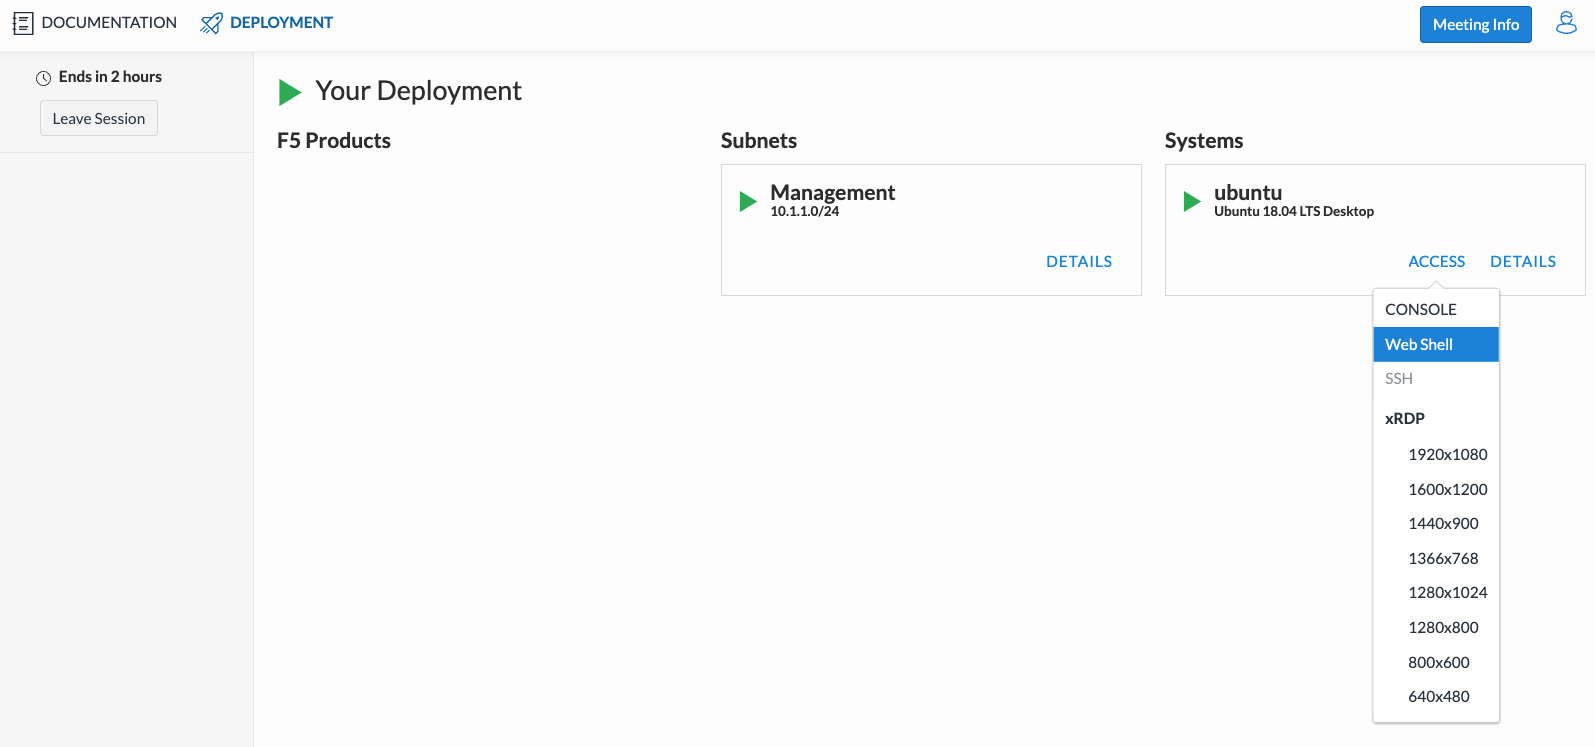 DOCUMENTATION
DEPLOYMENT
Meeting Info
Ends in 2 hours
Leave Session
Your Deployment
F5 Products
Subnets
Management
10.1.1.0/24
DETAILS
Systems
ubuntu
Ubuntu 18.04 LTS Desktop
ACCESS
DETAILS
CONSOLE
Web Shell
SSH
xRDP
1920x1080
1600x1200
1440x900
1366x768
1280x1024
1280x800
800x600
640x480